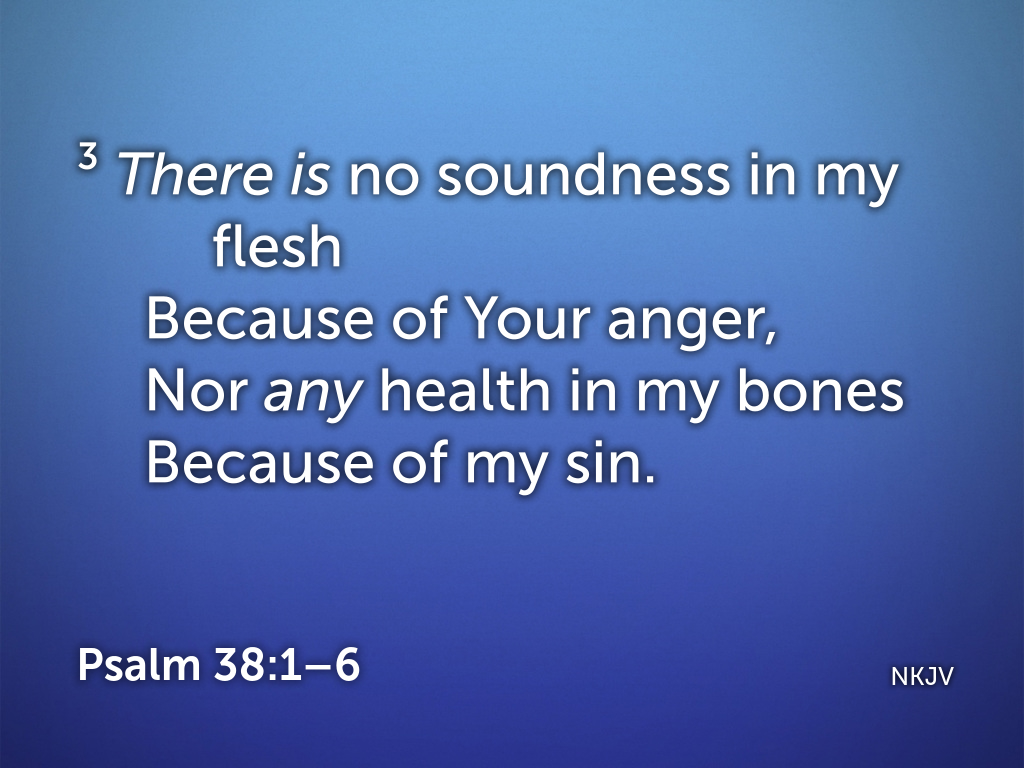 3 There is no soundness in my
flesh
Because of Your anger,
Nor any health in my bones
Because of my sin.
Psalm 38:1–6
NKJV